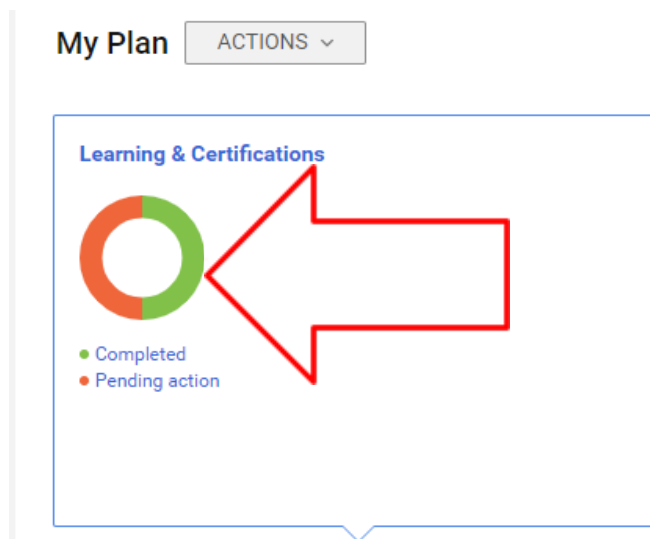 My Plan
ACTIONS
Learning & Certifications
Completed
Pending action